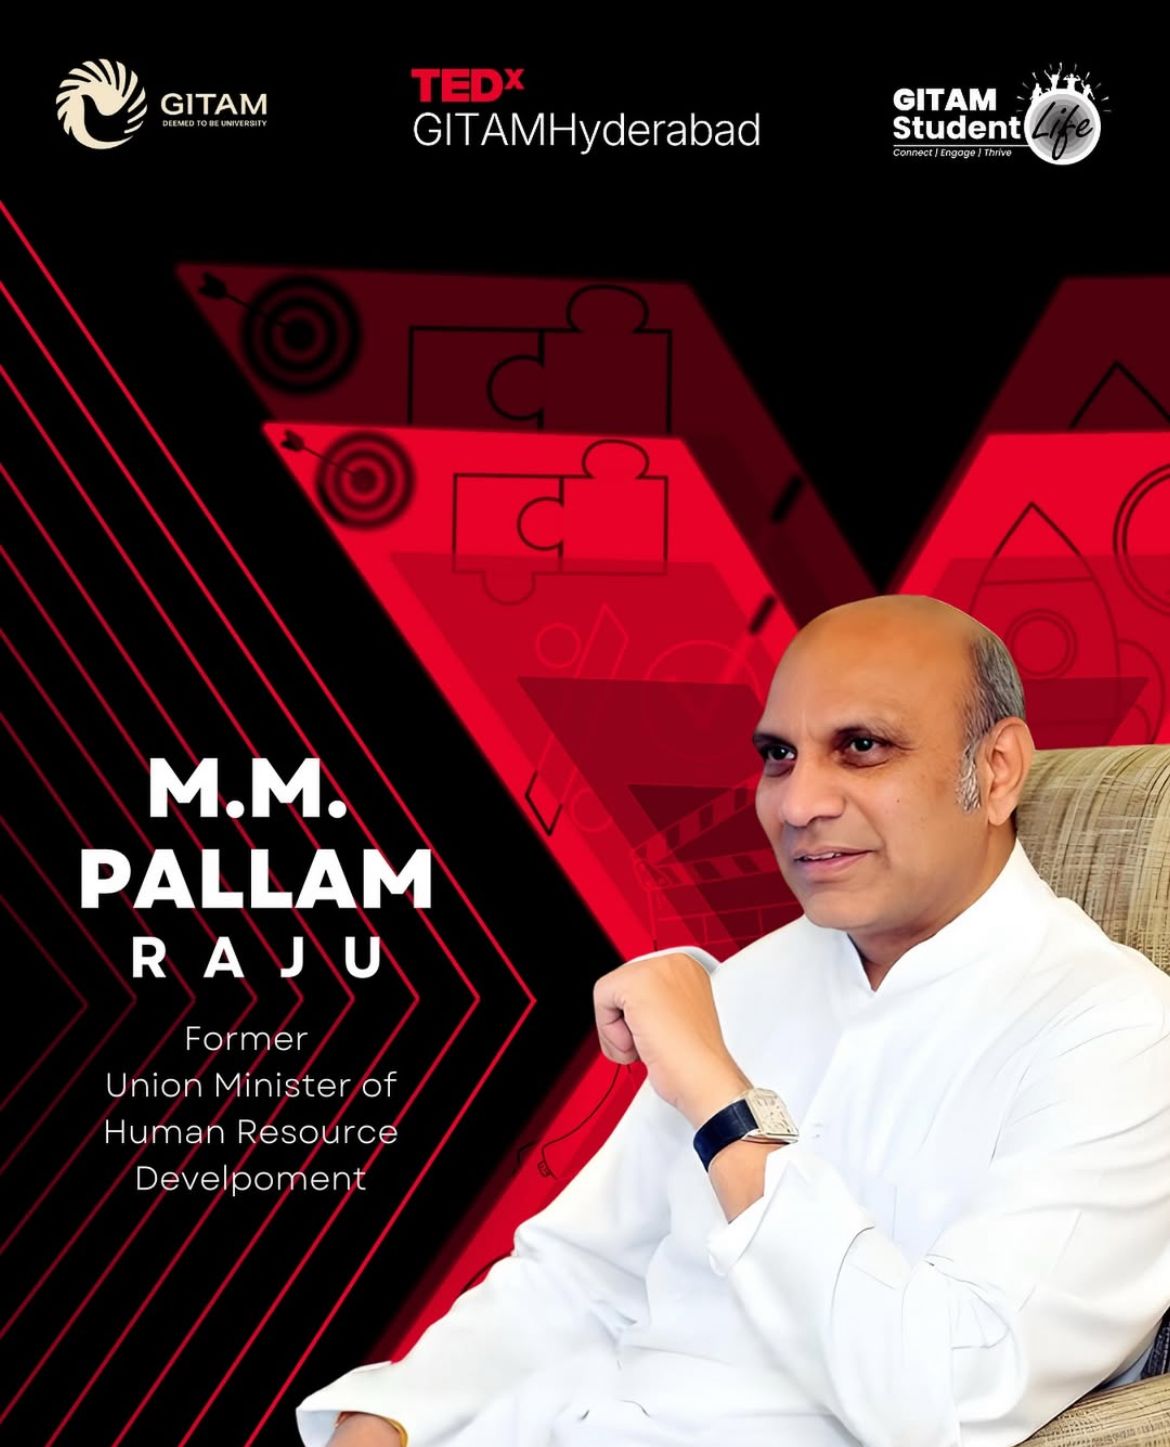 GITAM
DEEMED TO BE UNIVERSITY
TEDx
GITAMHyderabad
GITAM
Student Life
Connect | Engage | Thrive
M.M.
PALLAM
RAJU
Former
Union Minister of
Human Resource
Develpoment